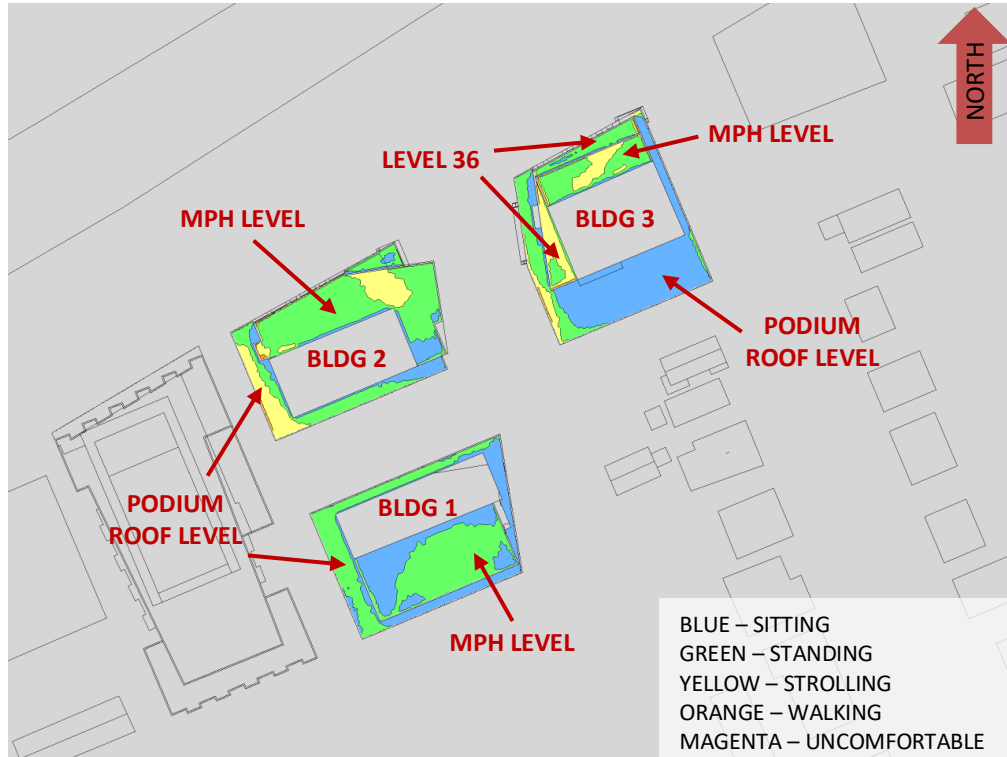 NORTH
MPH LEVEL
LEVEL 36
MPH LEVEL
BLDG 3
PODIUM
ROOF LEVEL
BLDG 2
PODIUM
ROOF LEVEL
BLDG 1
MPH LEVEL
BLUE – SITTING
GREEN – STANDING
YELLOW – STROLLING
ORANGE – WALKING
MAGENTA – UNCOMFORTABLE